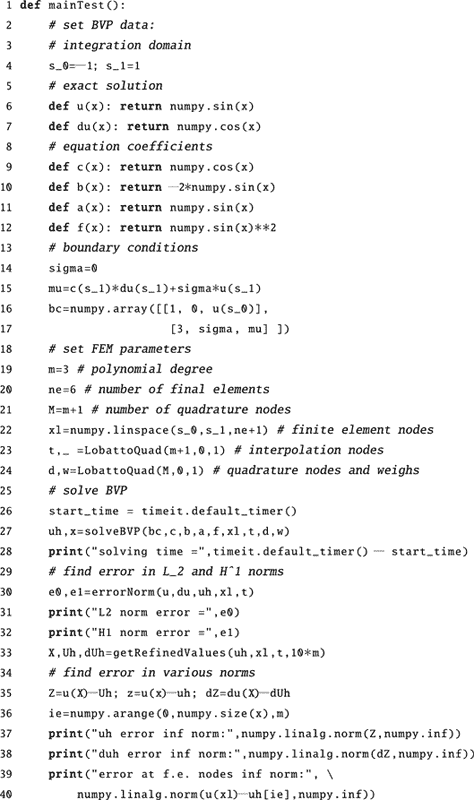 1 def mainTest():
2 # set BVP data:
3 # integration domain
4 s_0=—1; s_1=1
5 # exact solution
6 def u(x): return numpy.sin(x)
7 def du(x): return numpy.cos(x)
8 # equation coefficients
9 def c(x): return numpy.cos(x)
10 def b(x): return —2*numpy.sin(x)
11 def a(x): return numpy.sin(x)
12 def f(x): return numpy.sin(x)**2
13 # boundary conditions
14 sigma=0
15 mu=c(s_1)*du(s_1)+sigma*u(s_1)
16 bc=numpy.array([[1, 0, u(s_0)],
17 [3, sigma, mu] ])
18 # set FEM parameters
19 m=3 # polynomial degree
20 ne=6 # number of final elements
21 M=m+1 # number of quadrature nodes
22 xl=numpy.linspace(s_0,s_1,ne+1) # finite element nodes
23 t,_ =LobattoQuad(m+1,0,1) # interpolation nodes
24 d,w=LobattoQuad(M,0,1) # quadrature nodes and weighs
25 # solve BVP
26 start_time = timeit.default_timer()
27 uh,x=solveBVP(bc,c,b,a,f,xl,t,d,w)
28 print("solving time =",timeit.default_timer() — start_time)
29 # find error in L_2 and H^1 norms
30 e0,e1=errorNorm(u,du,uh,xl,t)
31 print("L2 norm error =",e0)
32 print("H1 norm error =",e1)
33 X,Uh,dUh=getRefinedValues(uh,xl,t,10*m)
34 # find error in various norms
35 Z=u(X)—Uh; z=u(x)—uh; dZ=du(X)—dUh
36 ie=numpy.arange(0,numpy.size(x),m)
37 print("uh error inf norm:",numpy.linalg.norm(Z,numpy.inf))
38 print("duh error inf norm:",numpy.linalg.norm(dZ,numpy.inf))
39 print("error at f.e. nodes inf norm:", \
40 numpy.linalg.norm(u(xl)—uh[ie],numpy.inf))